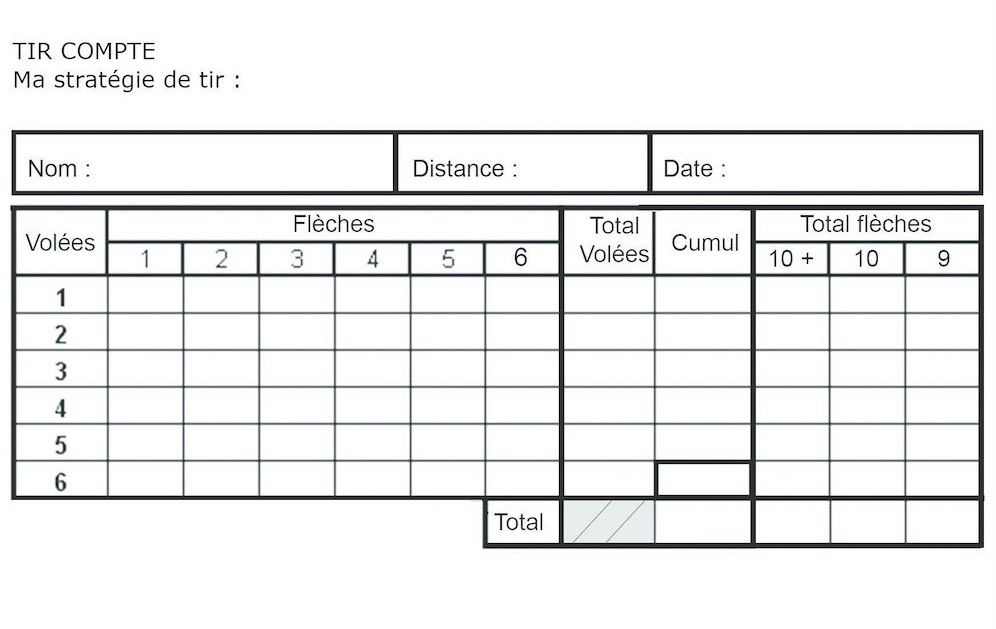 TIR COMPTE
Ma stratégie de tir :
Nom : Distance : Date :
Volées Flèches Total Volées Cumul Total flèches
1 2 3 4 5 6 10 + 10 9
1
2
3
4
5
6
Total